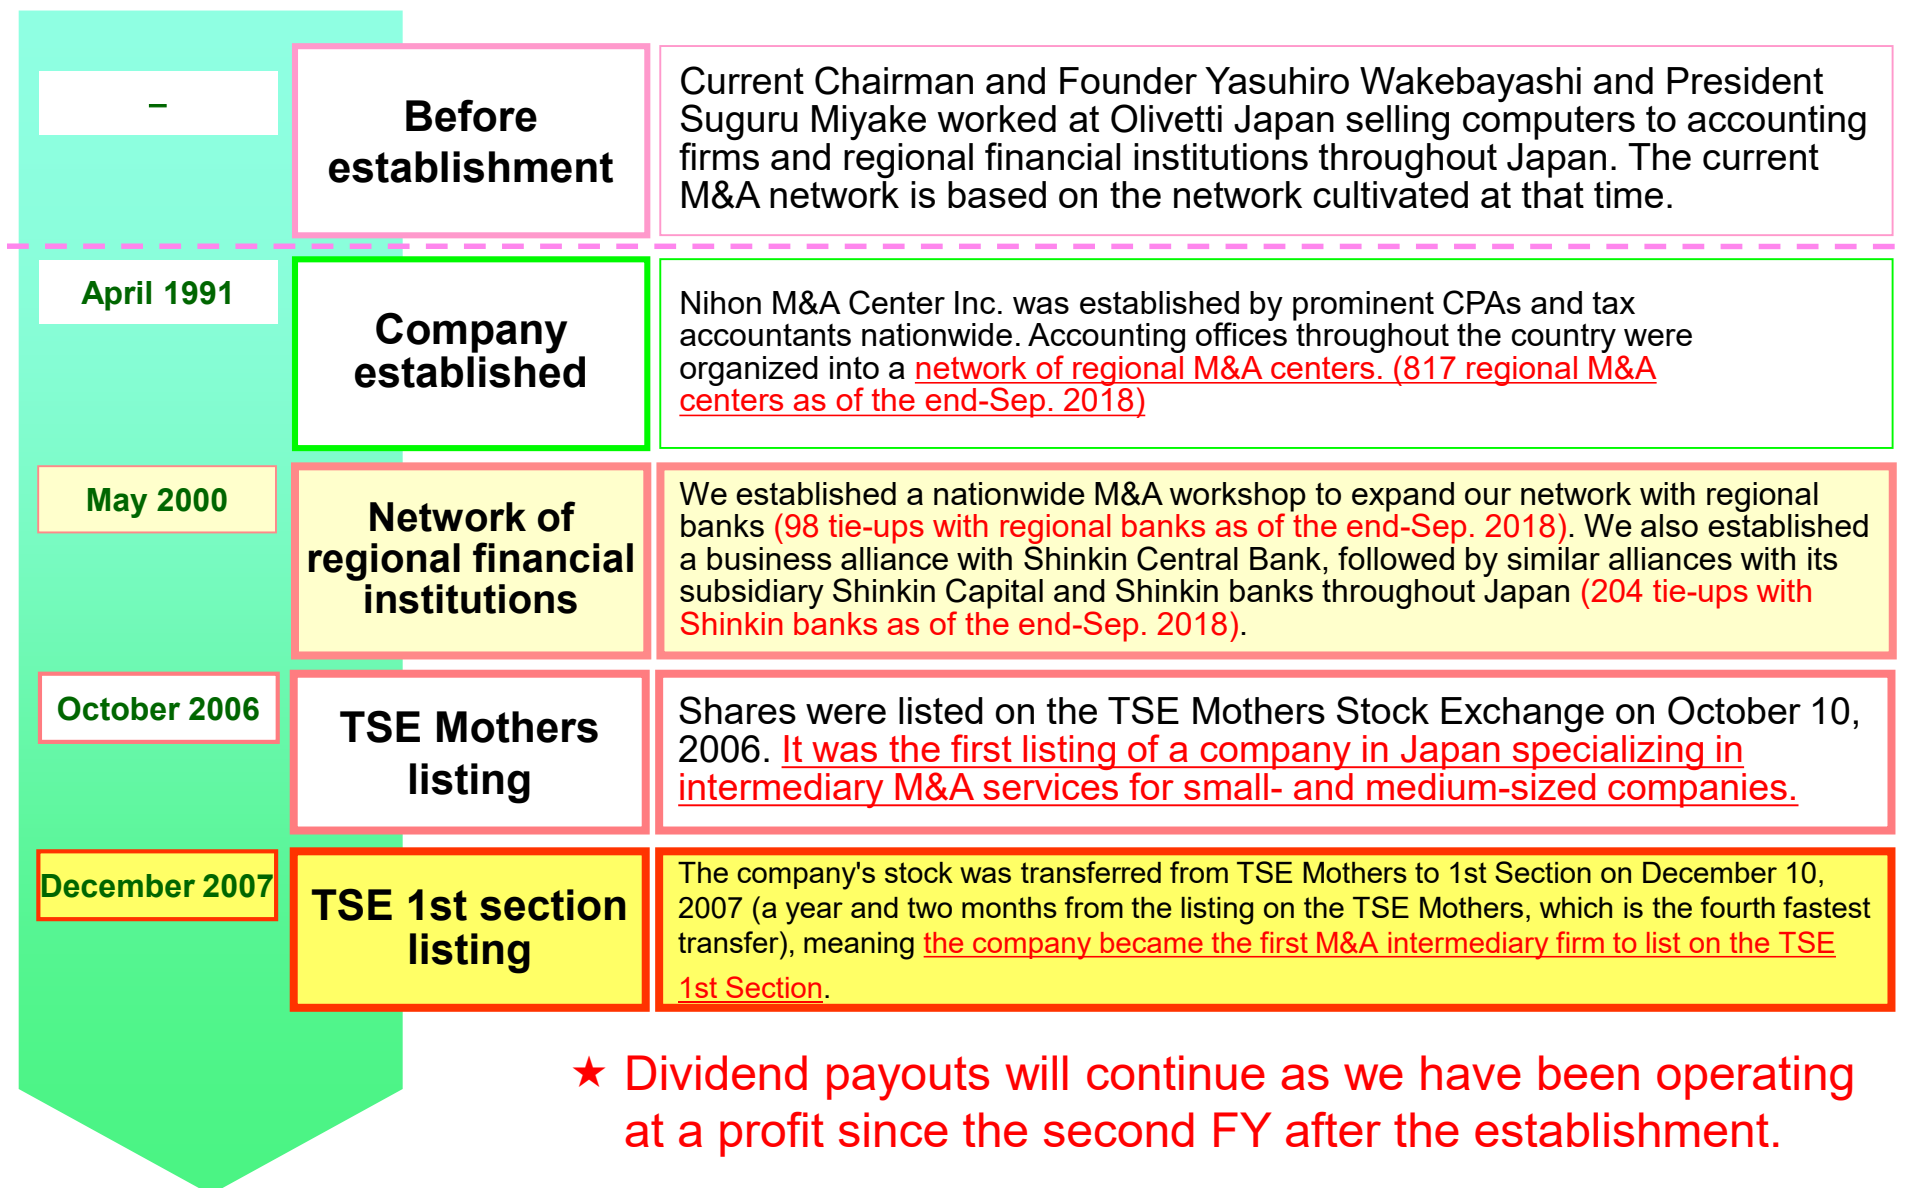 –
Before
establishment
Current Chairman and Founder Yasuhiro Wakebayashi and President
Suguru Miyake worked at Olivetti Japan selling computers to accounting
firms and regional financial institutions throughout Japan. The current
M&A network is based on the network cultivated at that time.
April 1991
Company
established
Nihon M&A Center Inc. was established by prominent CPAs and tax
accountants nationwide. Accounting offices throughout the country were
organized into a network of regional M&A centers. (817 regional M&A
centers as of the end-Sep. 2018)
May 2000
Network of
regional financial
institutions
We established a nationwide M&A workshop to expand our network with regional
banks (98 tie-ups with regional banks as of the end-Sep. 2018). We also established
a business alliance with Shinkin Central Bank, followed by similar alliances with its
subsidiary Shinkin Capital and Shinkin banks throughout Japan (204 tie-ups with
Shinkin banks as of the end-Sep. 2018).
October 2006
TSE Mothers
listing
Shares were listed on the TSE Mothers Stock Exchange on October 10,
2006. It was the first listing of a company in Japan specializing in
intermediary M&A services for small- and medium-sized companies.
December 2007
TSE 1st section
listing
The company's stock was transferred from TSE Mothers to 1st Section on December 10,
2007 (a year and two months from the listing on the TSE Mothers, which is the fourth fastest
transfer), meaning the company became the first M&A intermediary firm to list on the TSE
1st Section.
★ Dividend payouts will continue as we have been operating
at a profit since the second FY after the establishment.